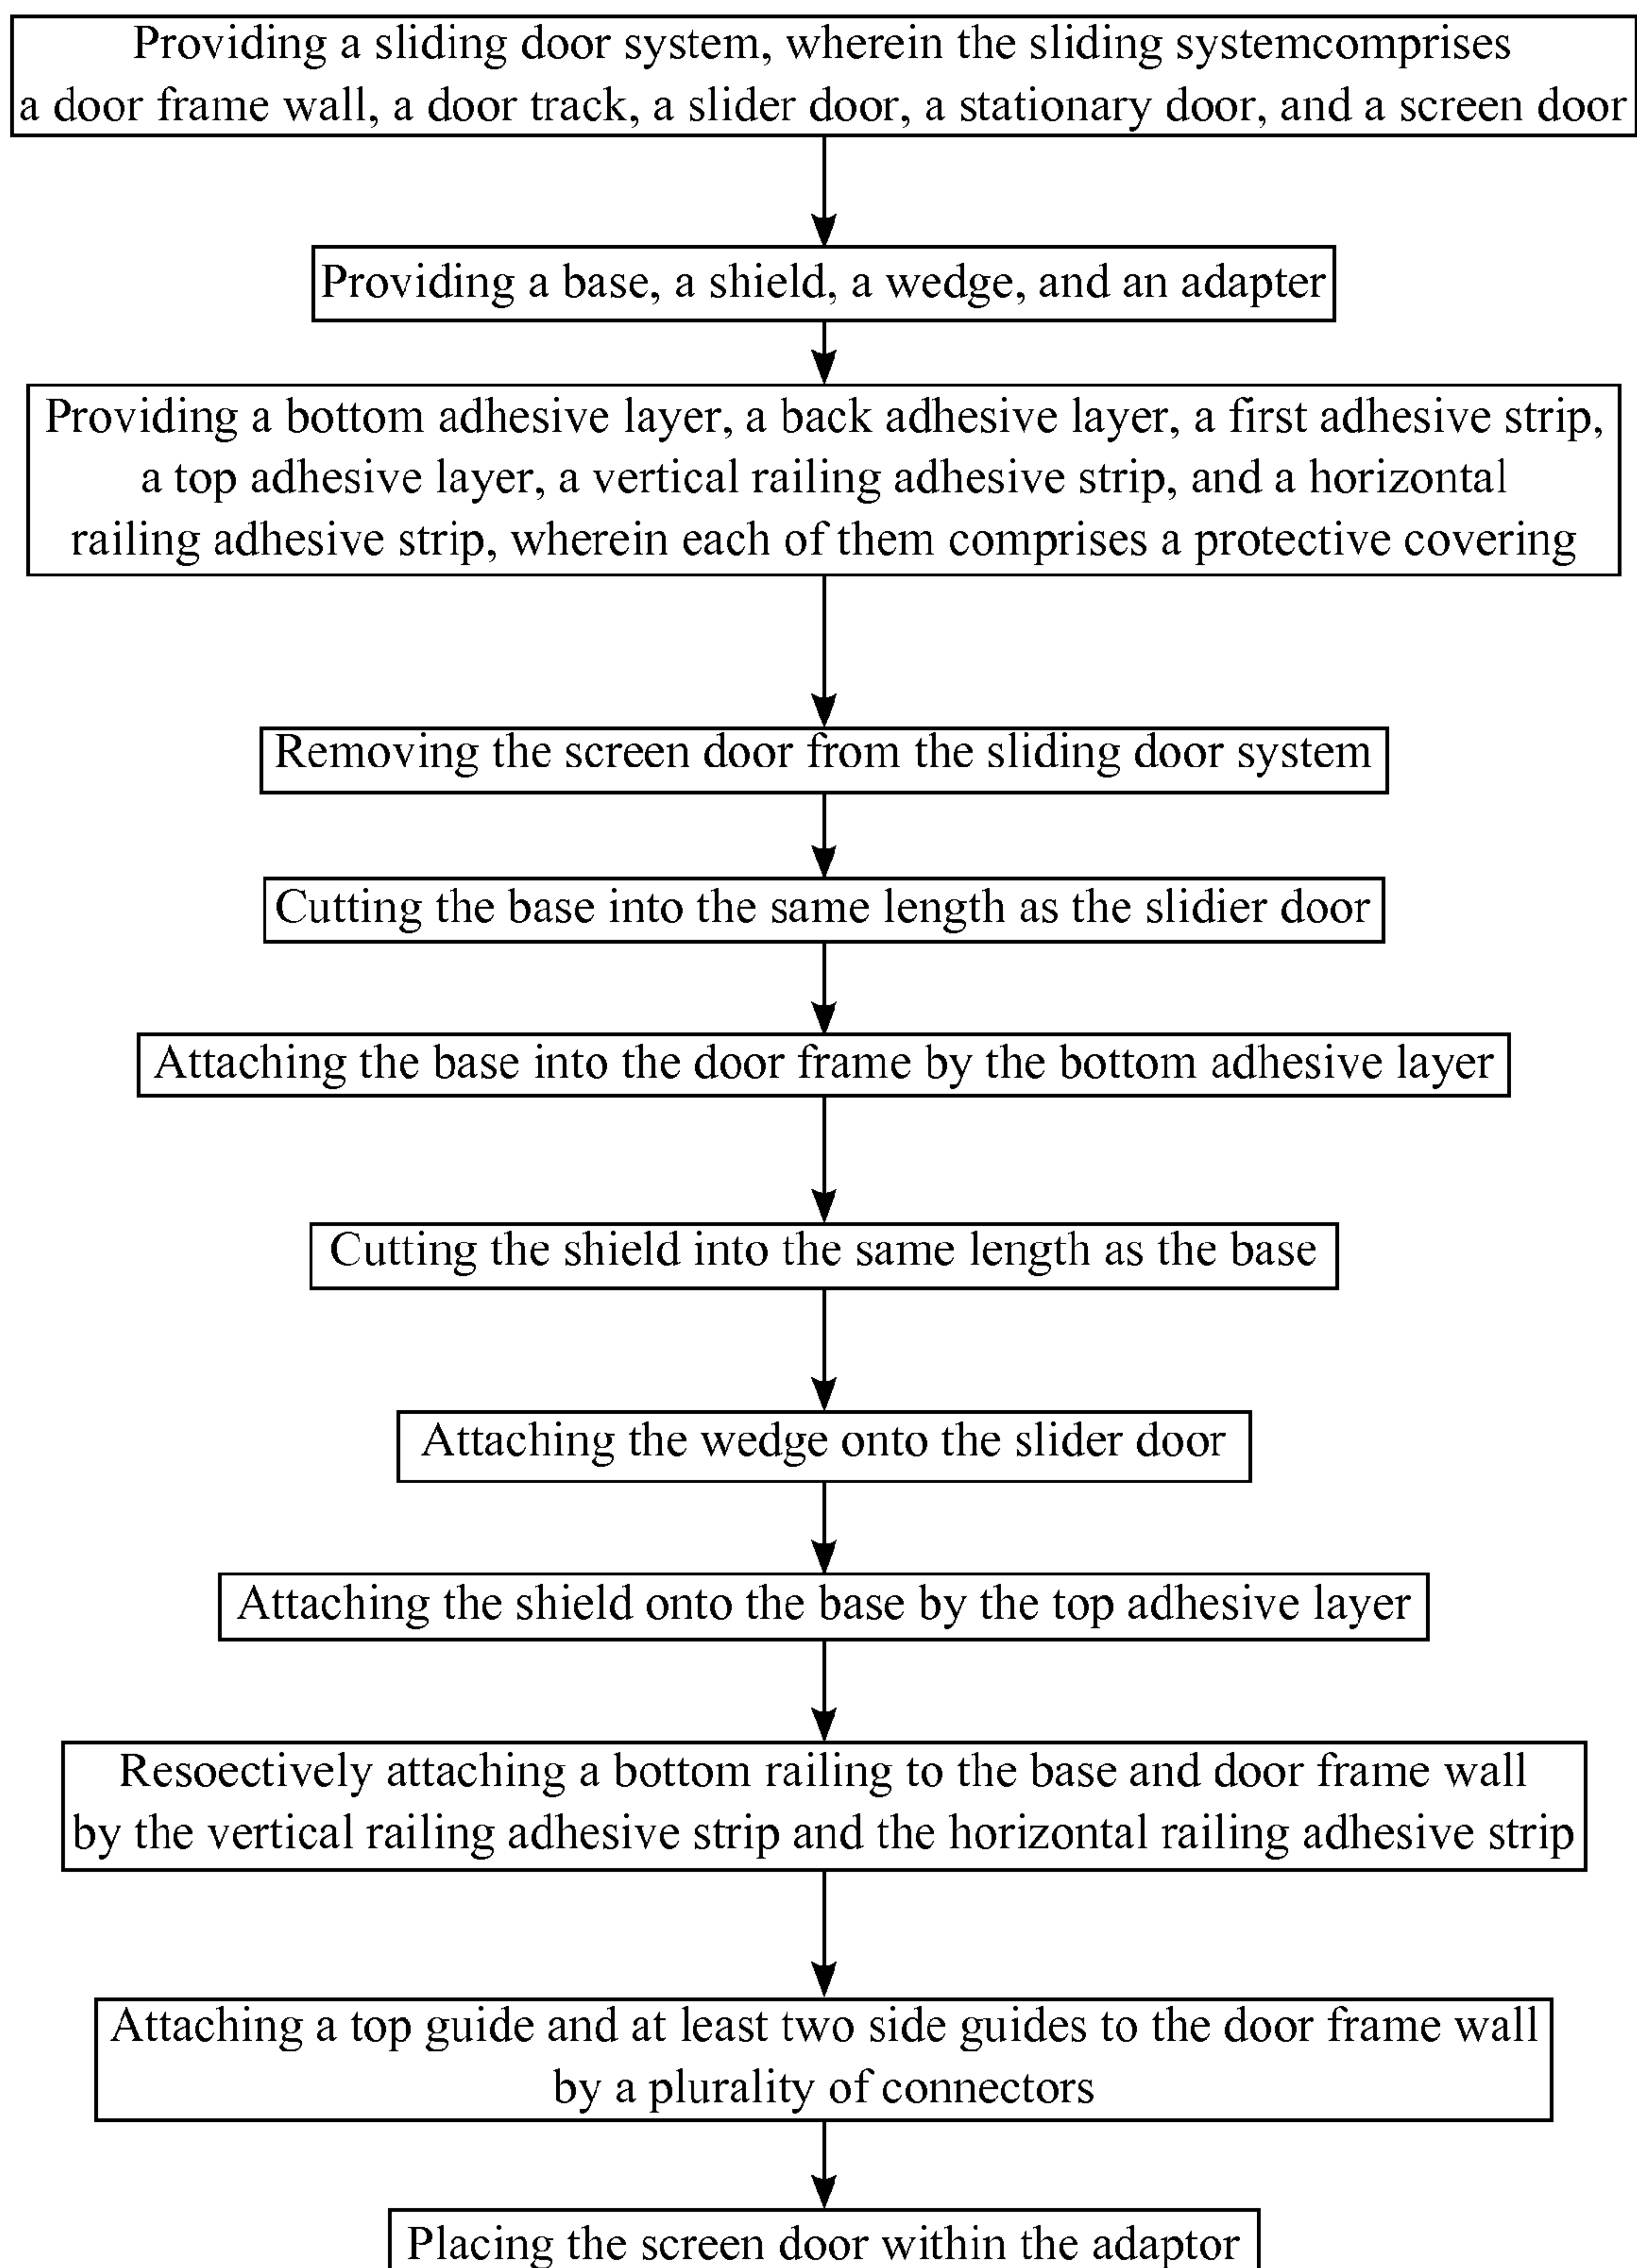 Providing a sliding door system, wherein the sliding systemcomprises
a door frame wall, a door track, a slider door, a stationary door, and a screen door
Providing a base, a shield, a wedge, and an adapter
Providing a bottom adhesive layer, a back adhesive layer, a first adhesive strip,
a top adhesive layer, a vertical railing adhesive strip, and a horizontal
railing adhesive strip, wherein each of them comprises a protective covering
Removing the screen door from the sliding door system
Cutting the base into the same length as the slidier door
Attaching the base into the door frame by the bottom adhesive layer
Cutting the shield into the same length as the base
Attaching the wedge onto the slider door
Attaching the shield onto the base by the top adhesive layer
Resoectively attaching a bottom railing to the base and door frame wall
by the vertical railing adhesive strip and the horizontal railing adhesive strip
Attaching a top guide and at least two side guides to the door frame wall
by a plurality of connectors
Placing the screen door within the adaptor